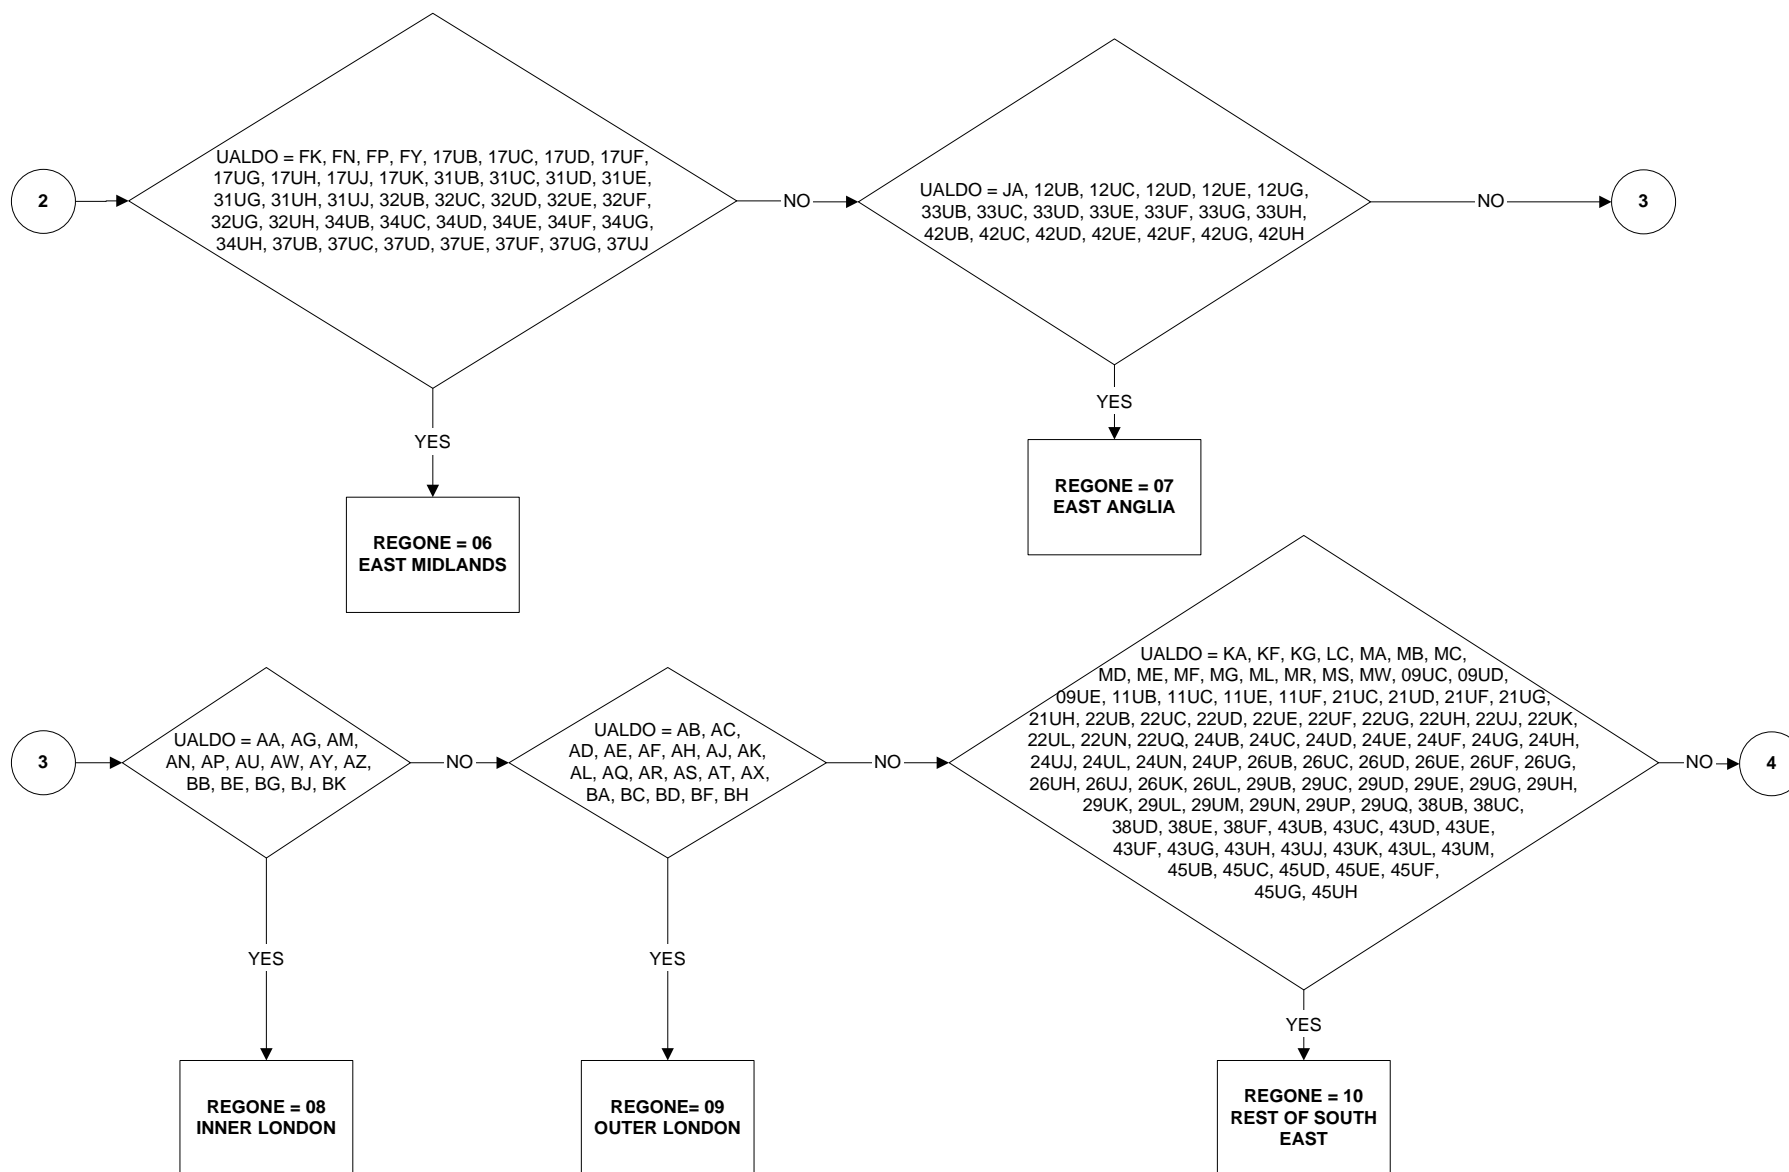 2
UALDO = FK, FN, FP, FY, 17UB, 17UC, 17UD, 17UF,
17UG, 17UH, 17UJ, 17UK, 31UB, 31UC, 31UD, 31UE,
31UG, 31UH, 31UJ, 32UB, 32UC, 32UD, 32UE, 32UF,
32UG, 32UH, 34UB, 34UC, 34UD, 34UE, 34UF, 34UG,
34UH, 37UB, 37UC, 37UD, 37UE, 37UF, 37UG, 37UJ
NO
UALDO = JA, 12UB, 12UC, 12UD, 12UE, 12UG,
33UB, 33UC, 33UD, 33UE, 33UF, 33UG, 33UH,
42UB, 42UC, 42UD, 42UE, 42UF, 42UG, 42UH
NO
3
YES
YES
REGONE = 06
EAST MIDLANDS
REGONE = 07
EAST ANGLIA
3
UALDO = AA, AG, AM,
AN, AP, AU, AW, AY, AZ,
BB, BE, BG, BJ, BK
NO
UALDO = AB, AC,
AD, AE, AF, AH, AJ, AK,
AL, AQ, AR, AS, AT, AX,
BA, BC, BD, BF, BH
NO
UALDO = KA, KF, KG, LC, MA, MB, MC,
MD, ME, MF, MG, ML, MR, MS, MW, 09UC, 09UD,
09UE, 11UB, 11UC, 11UE, 11UF, 21UC, 21UD, 21UF, 21UG,
21UH, 22UB, 22UC, 22UD, 22UE, 22UF, 22UG, 22UH, 22UJ, 22UK,
22UL, 22UN, 22UQ, 24UB, 24UC, 24UD, 24UE, 24UF, 24UG, 24UH,
24UJ, 24UL, 24UN, 24UP, 26UB, 26UC, 26UD, 26UE, 26UF, 26UG,
26UH, 26UJ, 26UK, 26UL, 29UB, 29UC, 29UD, 29UE, 29UG, 29UH,
29UK, 29UL, 29UM, 29UN, 29UP, 29UQ, 38UB, 38UC,
38UD, 38UE, 38UF, 43UB, 43UC, 43UD, 43UE,
43UF, 43UG, 43UH, 43UJ, 43UK, 43UL, 43UM,
45UB, 45UC, 45UD, 45UE, 45UF,
45UG, 45UH
NO
4
YES
YES
YES
REGONE = 08
INNER LONDON
REGONE= 09
OUTER LONDON
REGONE = 10
REST OF SOUTH
EAST